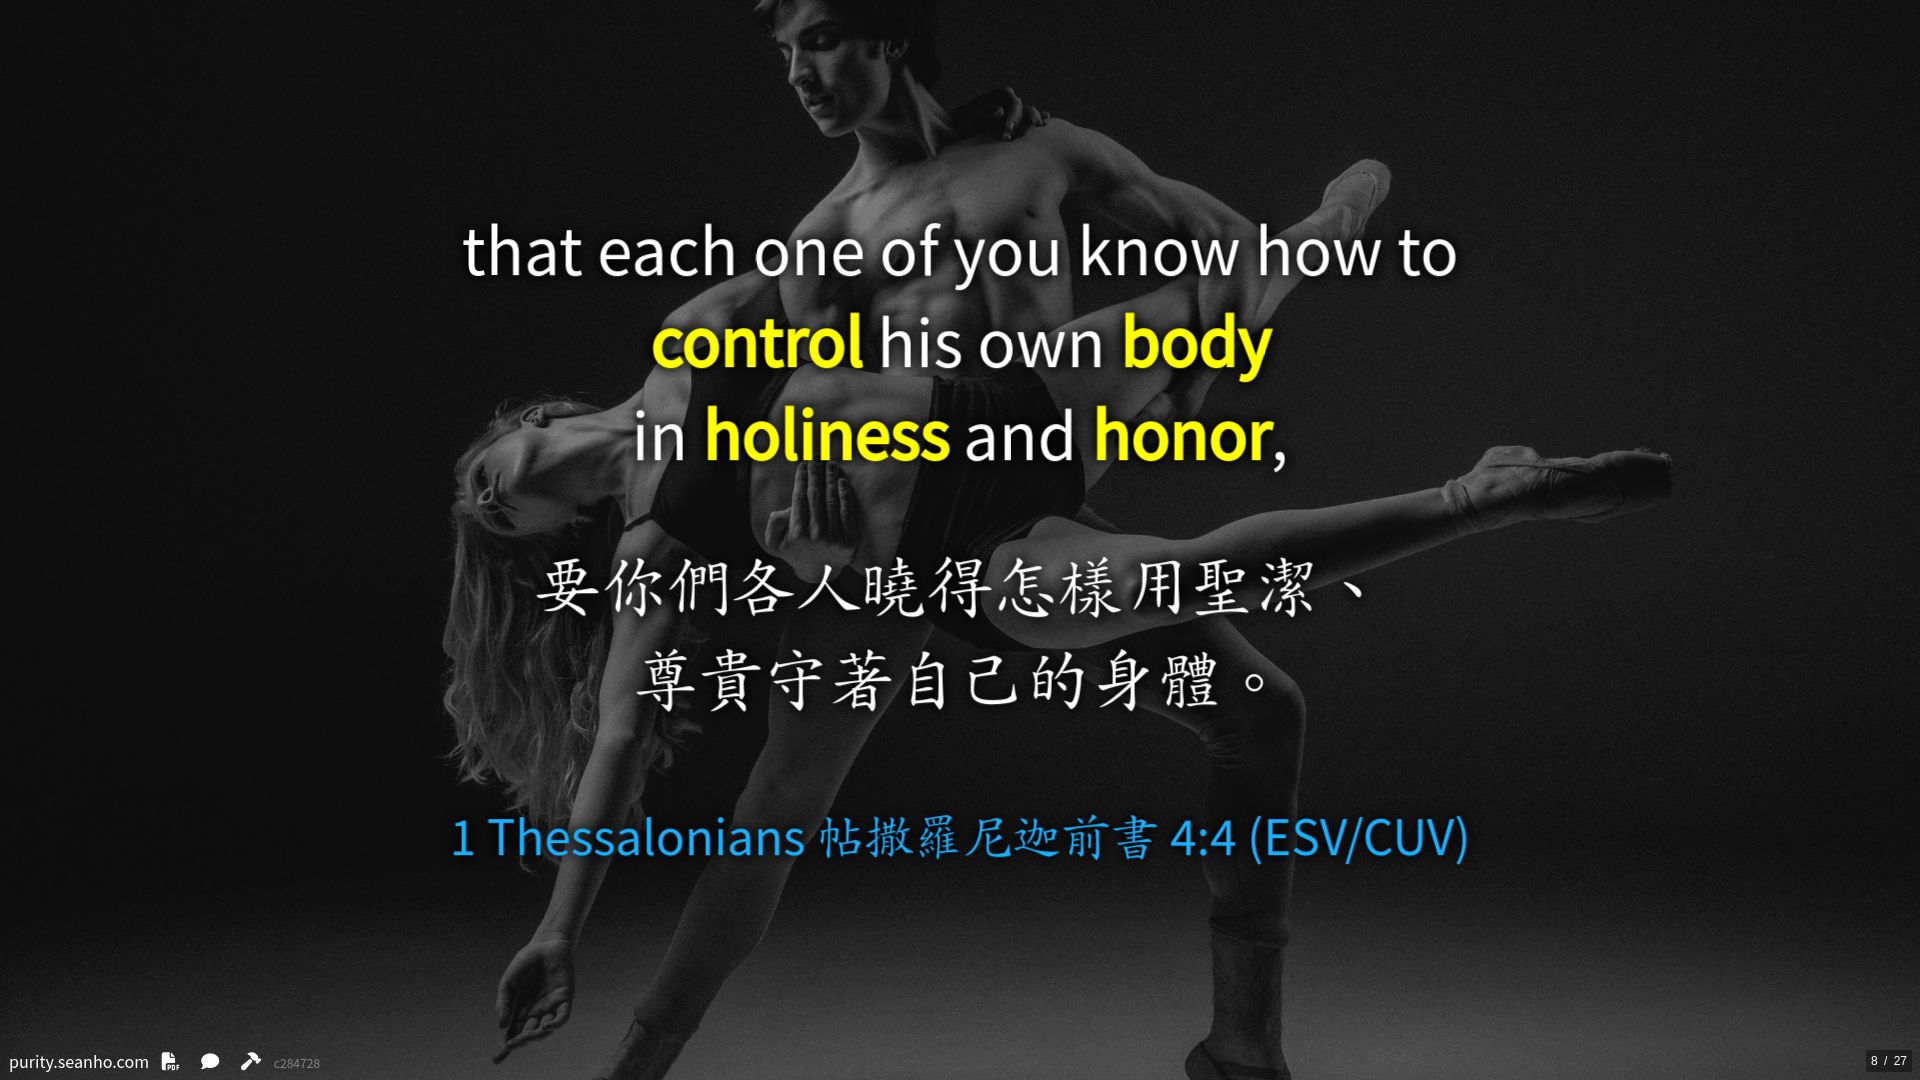 that each one of you know how to
control his own body
in holiness and honor,
要你們各人曉得怎樣用聖潔、
尊貴守著自己的身體。
1 Thessalonians 帖撒羅尼迦前書 4:4 (ESV/CUV)
purity.seanho.com PDF c284728
8 / 27